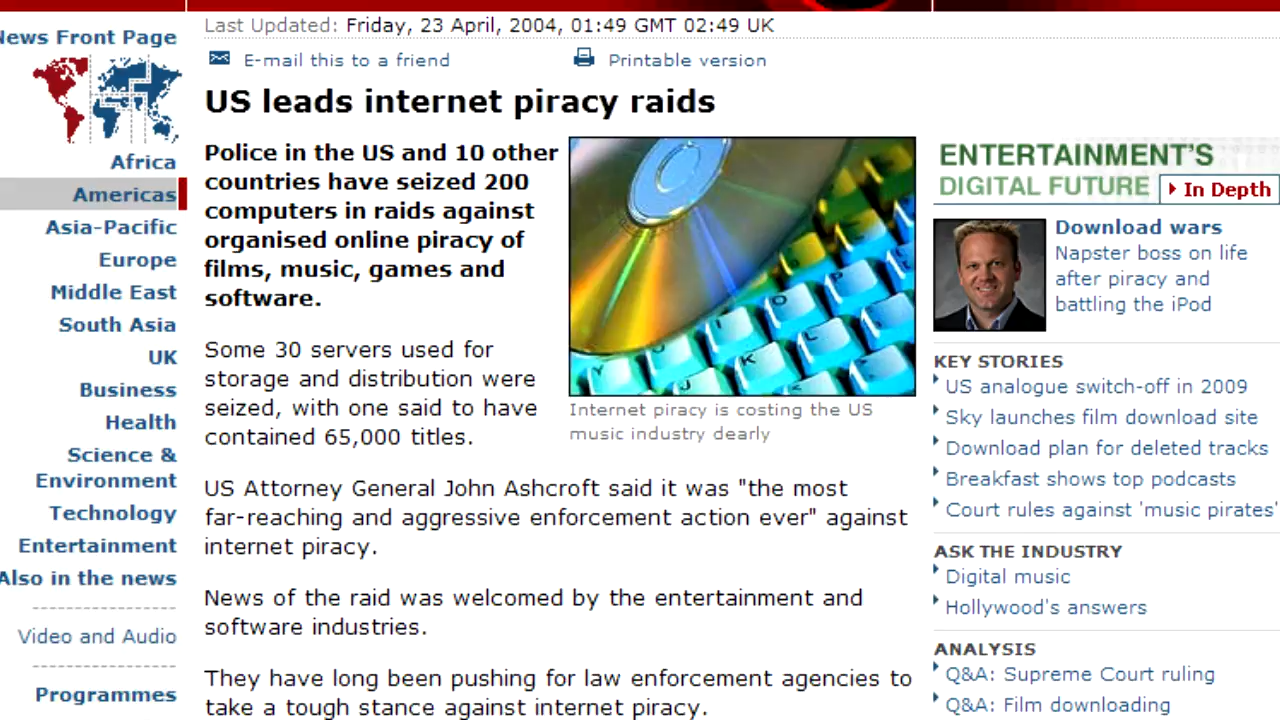 Last Updated: Friday, 23 April, 2004, 01:49 GMT 02:49 UK
E-mail this to a friend
Printable version
News Front Page
Africa
Americas
Asia-Pacific
Europe
Middle East
South Asia
UK
Business
Health
Science &
Environment
Technology
Entertainment
Also in the news
Video and Audio
Programmes
US leads internet piracy raids
Police in the US and 10 other
countries have seized 200
computers in raids against
organised online piracy of
films, music, games and
software.
Some 30 servers used for
storage and distribution were
seized, with one said to have
contained 65,000 titles.
Internet piracy is costing the US
music industry dearly
US Attorney General John Ashcroft said it was "the most
far-reaching and aggressive enforcement action ever" against
internet piracy.
News of the raid was welcomed by the entertainment and
software industries.
They have long been pushing for law enforcement agencies to
take a tough stance against internet piracy.
ENTERTAINMENT'S
DIGITAL FUTURE
In Depth
Download wars
Napster boss on life
after piracy and
battling the iPod
KEY STORIES
US analogue switch-off in 2009
Sky launches film download site
Download plan for deleted tracks
Breakfast shows top podcasts
Court rules against 'music pirates'
ASK THE INDUSTRY
Digital music
Hollywood's answers
ANALYSIS
Q&A: Supreme Court ruling
Q&A: Film downloading